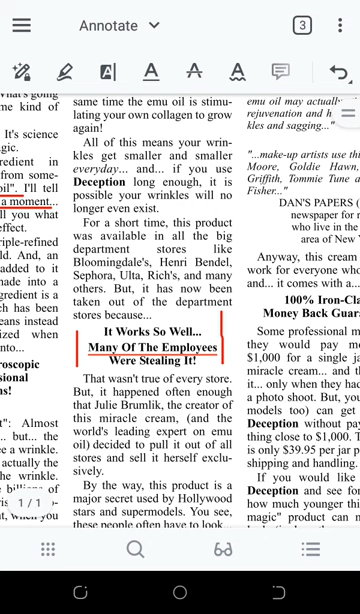 Annotate
3
What's going
me kind of
It's science
gic.
redient in
from some-
oil". I'll tell
a moment...
ll you what
effect.
riple-refined
ld. And, an
added to it
made into a
ngredient is a
ch has been
eans instead
ized when
into...
roscopic
sional
ns!
t": Almost
... but... the
ee a wrinkle.
actually the
he wrinkle.
1 / 1
t, when you
same time the emu oil is stimu-
lating your own collagen to grow
again!
All of this means your wrin-
kles get smaller and smaller
everyday... and... if you use
Deception long enough, it is
possible your wrinkles will no
longer even exist.
For a short time, this product
was available in all the big
department stores like
Bloomingdale's, Henri Bendel,
Sephora, Ulta, Rich's, and many
others. But, it has now been
taken out of the department
stores because...
It Works So Well...
Many Of The Employees
Were Stealing It!
That wasn't true of every store.
But, it happened often enough
that Julie Brumlik, the creator of
this miracle cream, (and the
world's leading expert on emu
oil) decided to pull it out of all
stores and sell it herself exclu-
sively.
By the way, this product is a
major secret used by Hollywood
stars and supermodels. You see,
these people often have to look...
emu oil may actually
rejuvenation and h
kles and sagging..."
"...make-up artists use thi
Moore, Goldie Hawn,
Griffith, Tommie Tune a
Fisher..."
DAN'S PAPERS (
newspaper for r
who live in the
area of New Y
Anyway, this cream
work for everyone who
and... it comes with a...
100% Iron-Cla
Money Back Guara
Some professional m
they would pay mo
$1,000 for a single ja
miracle cream... and th
it... only when they had
a photo shoot. But, you
models too) can get
Deception without pay
thing close to $1,000. T
is only $39.95 per jar p
shipping and handling.
If you would like
Deception and see for
how much younger this
magic" product can m